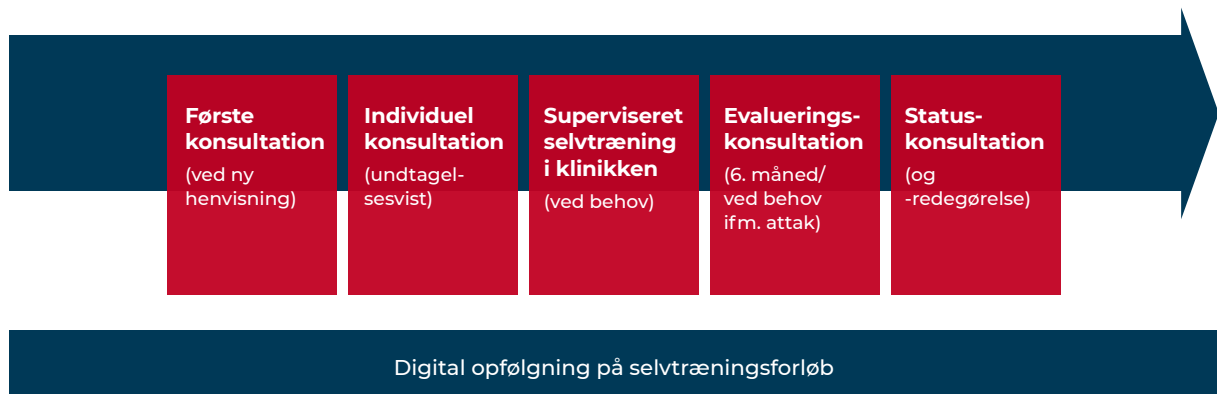 Første
konsultation
(ved ny
henvisning)
Individuel
konsultation
(undtagel-
sesvist)
Superviseret
selvtræning
i klinikken
(ved behov)
Evaluerings-
konsultation
(6. måned/
ved behov
ifm. attak)
Status-
konsultation
(og
-redegørelse)
Digital opfølgning på selvtræningsforløb